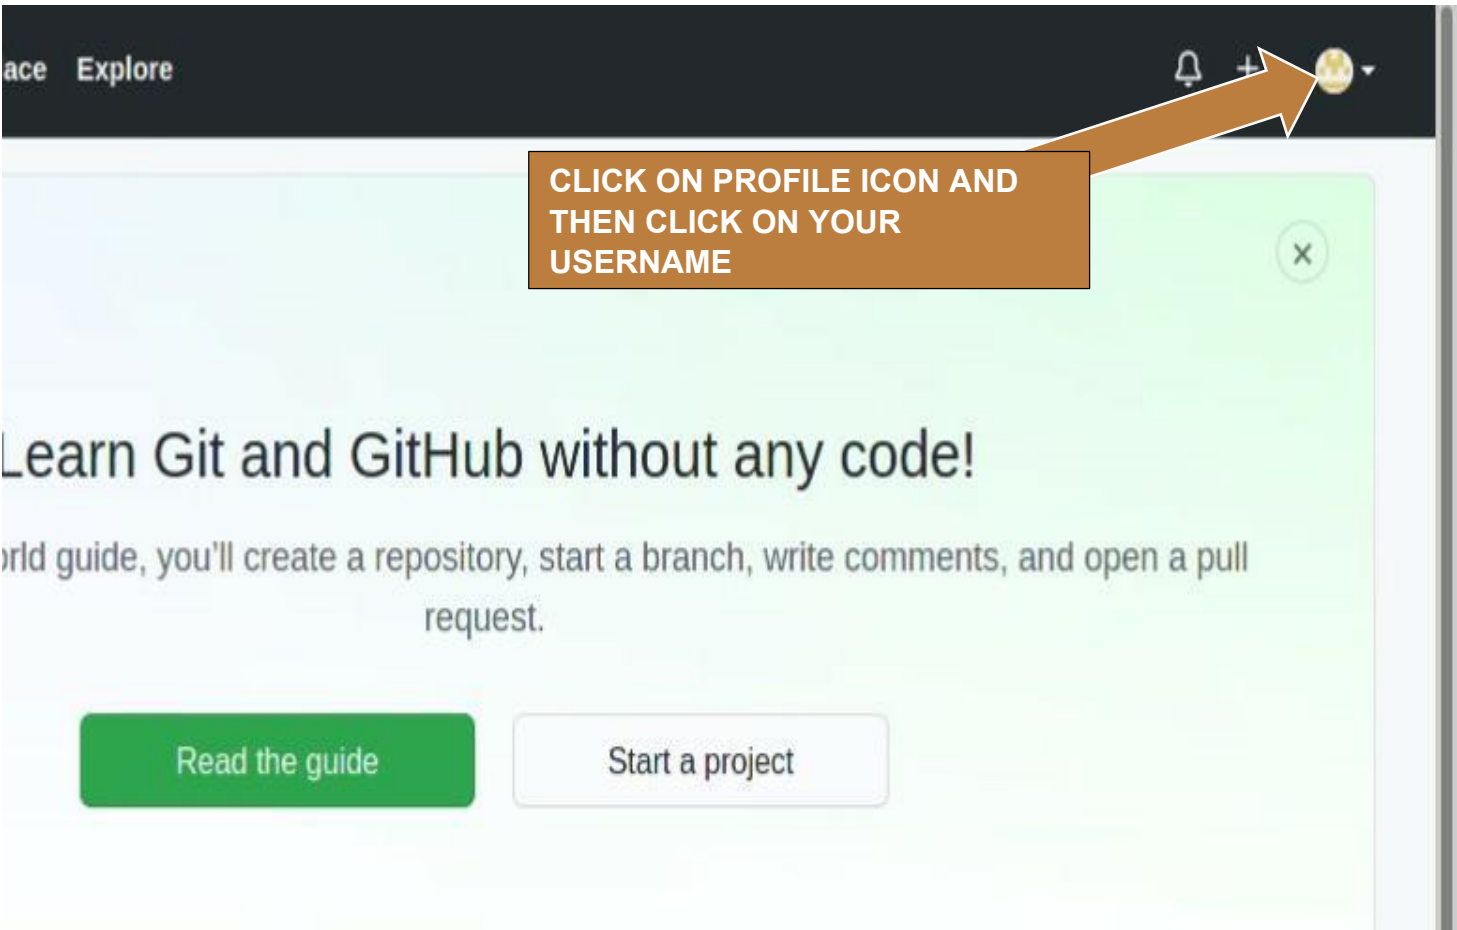 ace Explore
CLICK ON PROFILE ICON AND
THEN CLICK ON YOUR
USERNAME
Learn Git and GitHub without any code!
orld guide, you'll create a repository, start a branch, write comments, and open a pull
request.
Read the guide Start a project